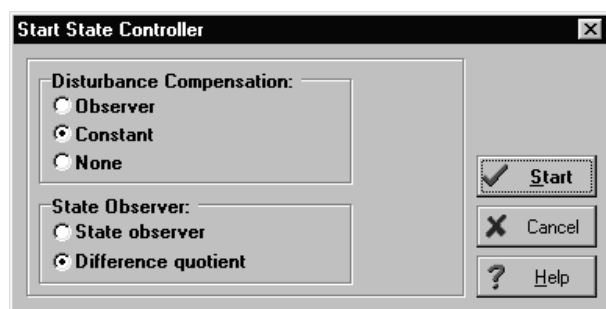 Start State Controller
Disturbance Compensation:
Observer
Constant
None
State Observer:
State observer
Difference quotient
Start
Cancel
Help